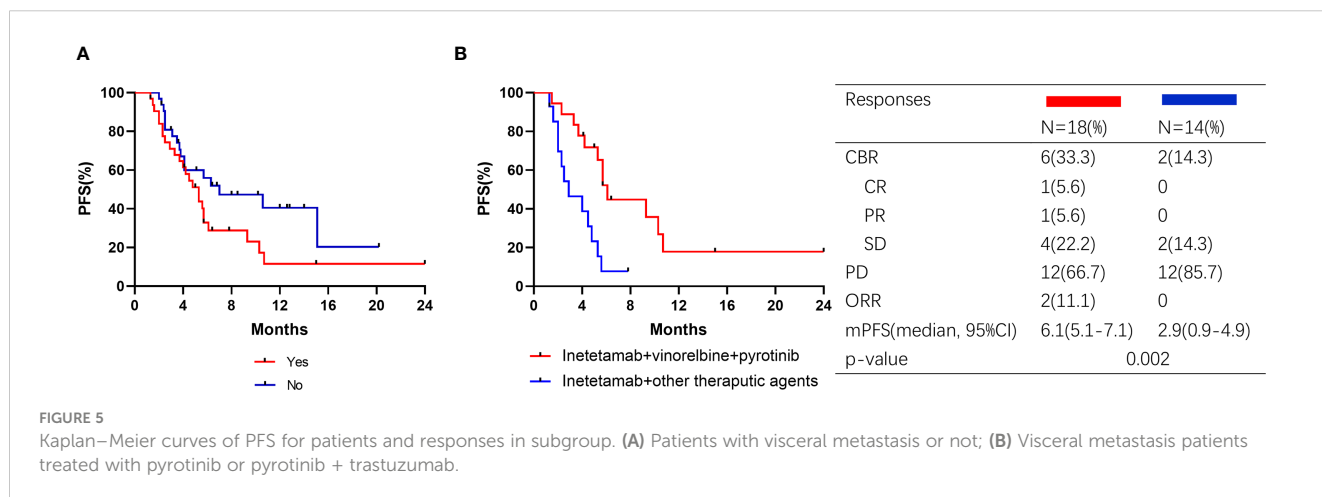 A
B
PFS(%)
100
80
60
40
20
0
0 4 8 12 16 20 24
Months
Yes
No
PFS(%)
100
80
60
40
20
0
0 4 8 12 16 20 24
Months
Inetetamab+vinorelbine+pyrotinib
Inetetamab+other theraputic agents
Responses
N=18(%) N=14(%)
CBR 6(33.3) 2(14.3)
CR 1(5.6) 0
PR 1(5.6) 0
SD 4(22.2) 2(14.3)
PD 12(66.7) 12(85.7)
ORR 2(11.1) 0
mPFS(median, 95%CI) 6.1(5.1-7.1) 2.9(0.9-4.9)
p-value 0.002
FIGURE 5
Kaplan–Meier curves of PFS for patients and responses in subgroup. (A) Patients with visceral metastasis or not; (B) Visceral metastasis patients
treated with pyrotinib or pyrotinib + trastuzumab.